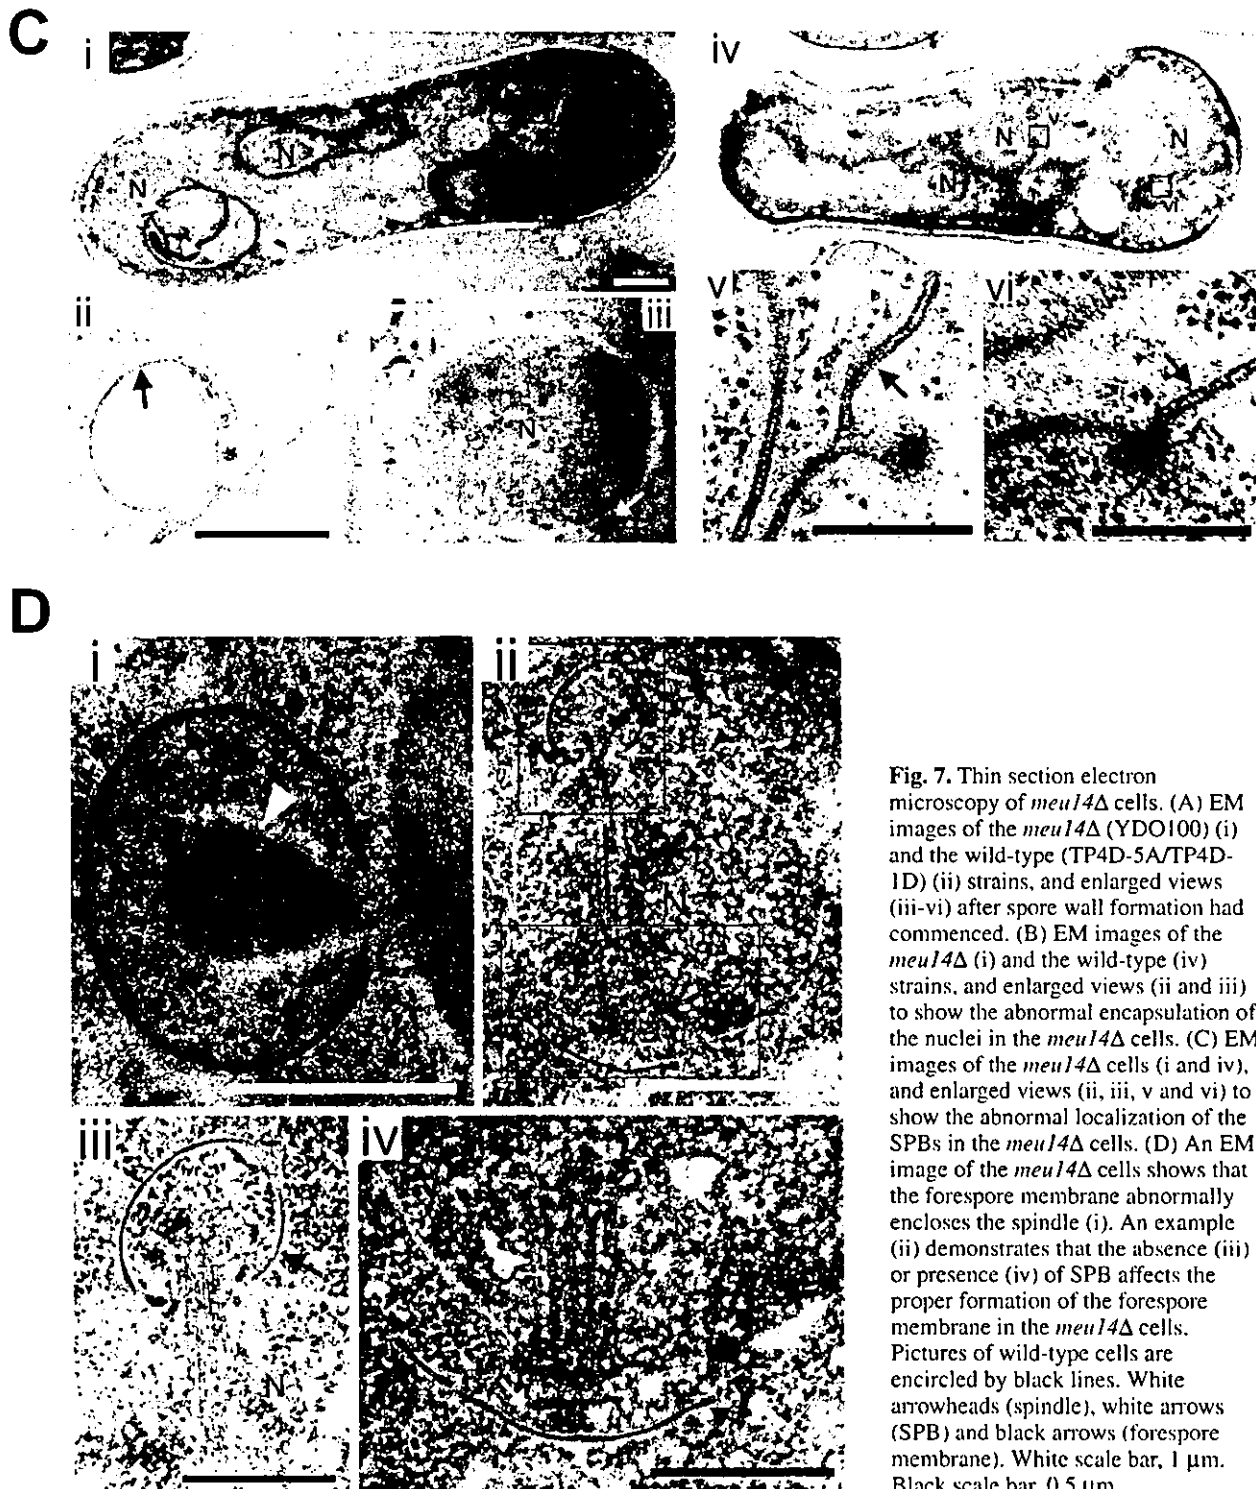 C
i
iv
N
N
N
v
N
N
vi
ii
iii
N
v
vi
D
i
ii
N
iii
iv
N
N
Fig. 7. Thin section electron
microscopy of meu14Δ cells. (A) EM
images of the meu14Δ (YDO100) (i)
and the wild-type (TP4D-5A/TP4D-
1D) (ii) strains, and enlarged views
(iii-vi) after spore wall formation had
commenced. (B) EM images of the
meu14Δ (i) and the wild-type (iv)
strains, and enlarged views (ii and iii)
to show the abnormal encapsulation of
the nuclei in the meu14Δ cells. (C) EM
images of the meu14Δ cells (i and iv),
and enlarged views (ii, iii, v and vi) to
show the abnormal localization of the
SPBs in the meu14Δ cells. (D) An EM
image of the meu14Δ cells shows that
the forespore membrane abnormally
encloses the spindle (i). An example
(ii) demonstrates that the absence (iii)
or presence (iv) of SPB affects the
proper formation of the forespore
membrane in the meu14Δ cells.
Pictures of wild-type cells are
encircled by black lines. White
arrowheads (spindle), white arrows
(SPB) and black arrows (forespore
membrane). White scale bar, 1 μm.
Black scale bar, 0.5 μm.